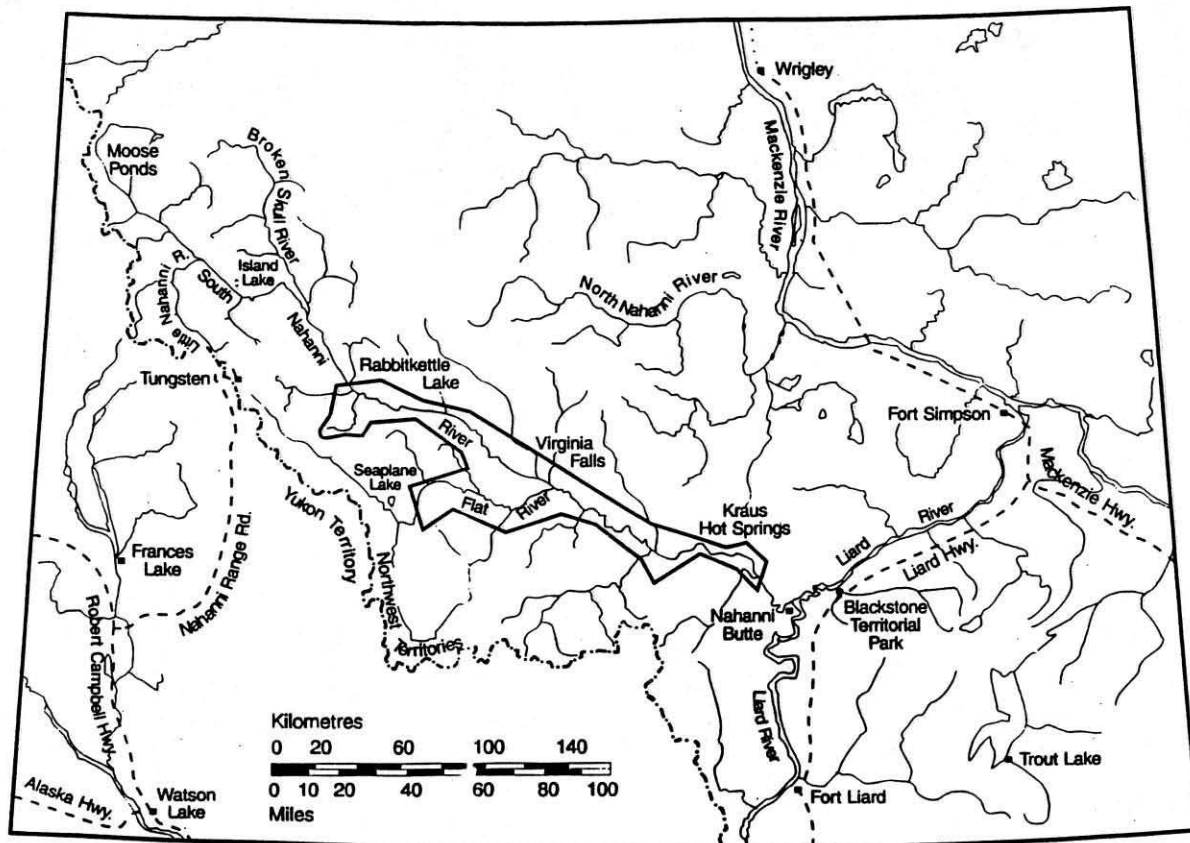 Wrigley
Moose
Ponds
Broken Skull River
Mackenzie River
Island
Lake
South
Nahanni
River
Little Nahanni R.
North Nahanni River
Tungsten
Rabbitkettle
Lake
Virginia
Falls
Fort Simpson
Seaplane
Lake
Flat River
Kraus
Hot Springs
Mackenzie Hwy.
Liard River
Liard Hwy.
Yukon Territory
Northwest
Territories
Frances
Lake
Nahanni Range Rd.
Nahanni
Butte
Blackstone
Territorial
Park
Robert Campbell Hwy.
Liard River
Kilometres
0 20 60 100 140
0 10 20 40 60 80 100
Miles
Trout Lake
Alaska Hwy.
Watson
Lake
Fort Liard